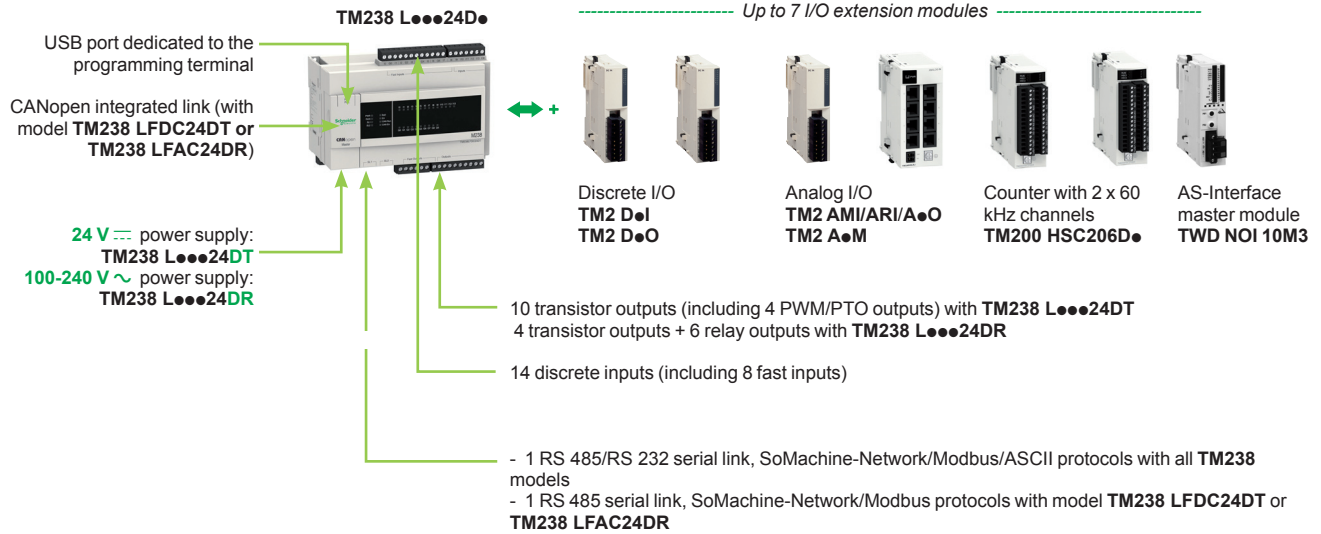 TM238 L●●●24D●
Up to 7 I/O extension modules
USB port dedicated to the
programming terminal
CANopen integrated link (with
model TM238 LFDC24DT or
TM238 LFAC24DR)
+
Discrete I/O
TM2 D●I
TM2 D●O
Analog I/O
TM2 AMI/ARI/A●O
TM2 A●M
Counter with 2 x 60
kHz channels
TM200 HSC206D●
AS-Interface
master module
TWD NOI 10M3
24 V ⎓ power supply:
TM238 L●●●24DT
100-240 V ∿ power supply:
TM238 L●●●24DR
10 transistor outputs (including 4 PWM/PTO outputs) with TM238 L●●●24DT
4 transistor outputs + 6 relay outputs with TM238 L●●●24DR
14 discrete inputs (including 8 fast inputs)
- 1 RS 485/RS 232 serial link, SoMachine-Network/Modbus/ASCII protocols with all TM238
models
- 1 RS 485 serial link, SoMachine-Network/Modbus protocols with model TM238 LFDC24DT or
TM238 LFAC24DR